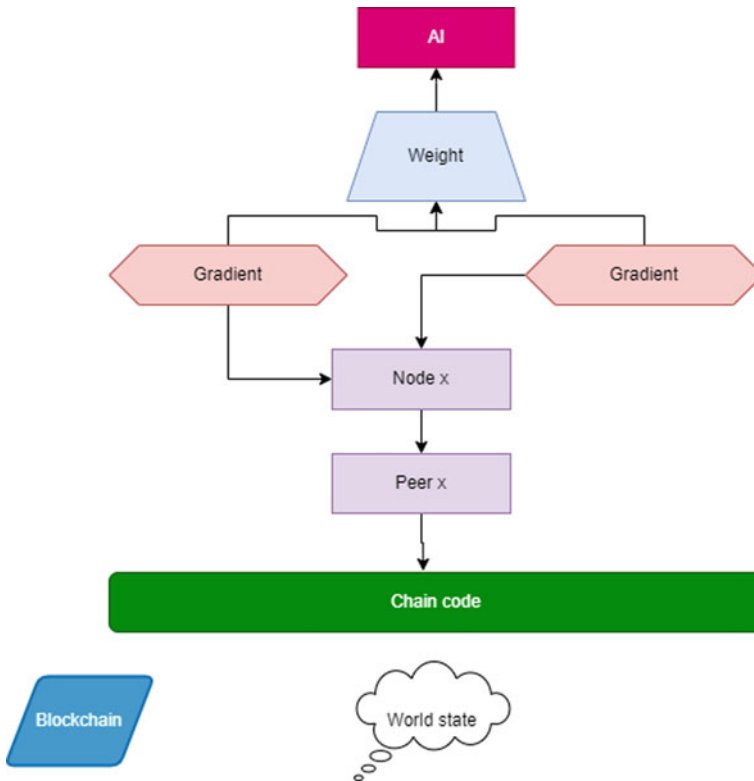 AI
Weight
Gradient
Gradient
Node x
Peer x
Chain code
Blockchain
World state